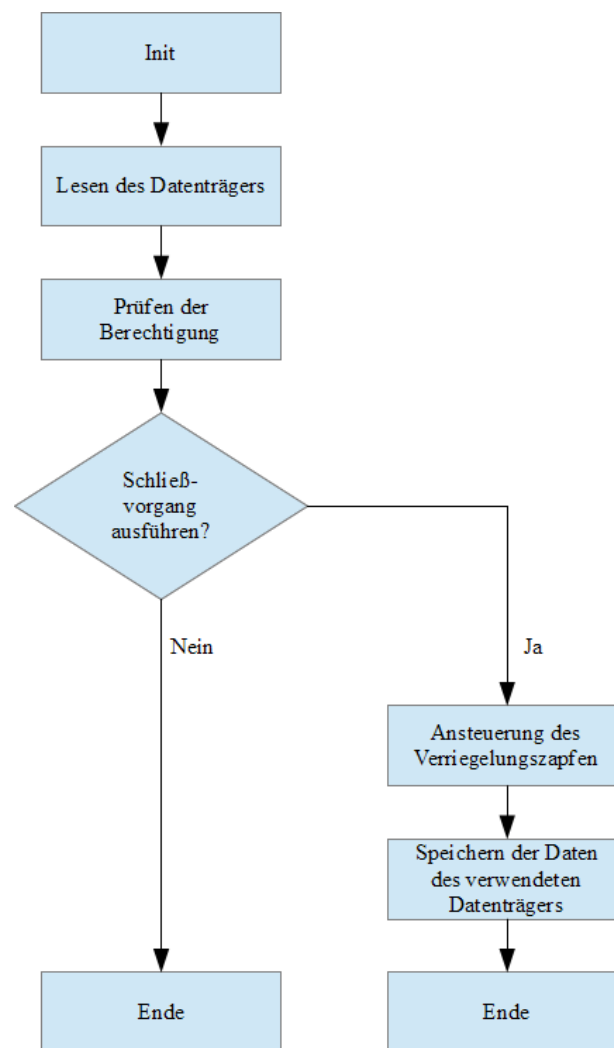 Init
Lesen des Datenträgers
Prüfen der
Berechtigung
Schließ-
vorgang
ausführen?
Nein
Ja
Ansteuerung des
Verriegelungszapfen
Speichern der Daten
des verwendeten
Datenträgers
Ende
Ende